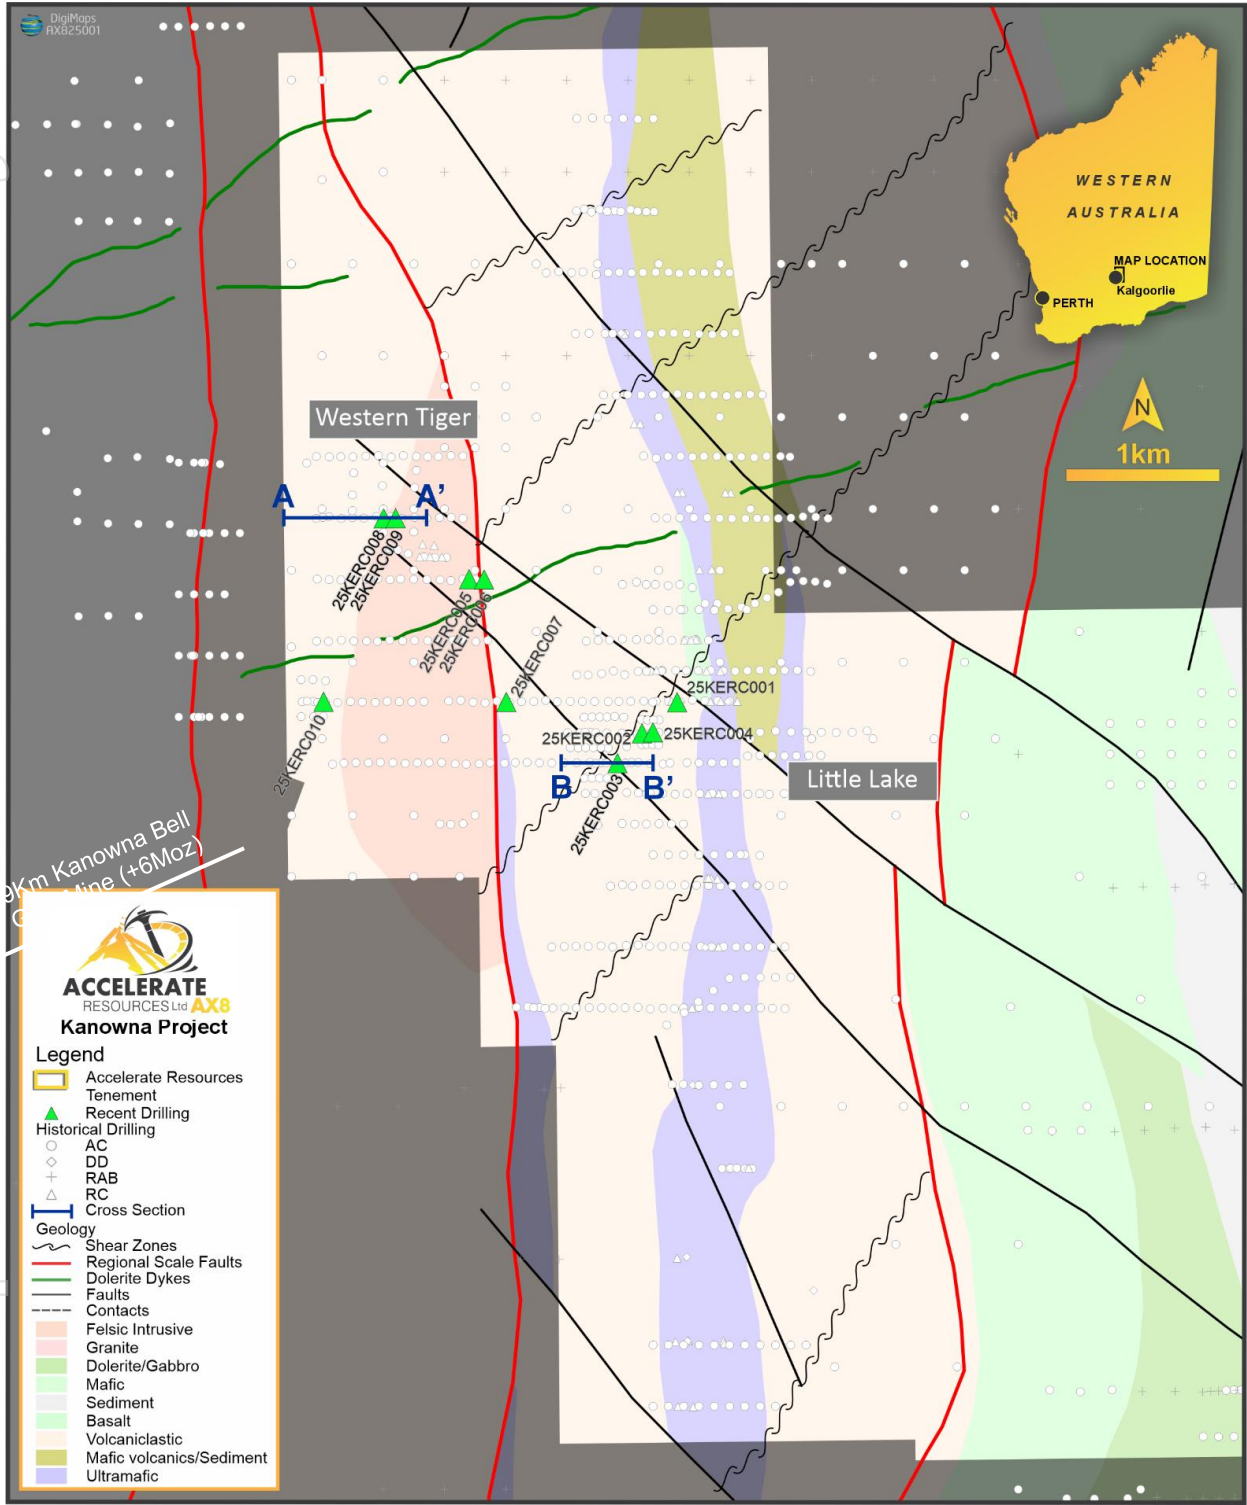 DigiMaps
AX825001
WESTERN
AUSTRALIA
MAP LOCATION
Kalgoorlie
PERTH
N
1km
Western Tiger
A
A'
25KERC008
25KERC009
25KERC005
25KERC006
25KERC007
25KERC010
25KERC001
25KERC002
25KERC004
B
B'
25KERC003
Little Lake
9Km Kanowna Bell
Mine (+6Moz)
ACCELERATE
RESOURCES Ltd AX8
Kanowna Project
Legend
Accelerate Resources
Tenement
Recent Drilling
Historical Drilling
AC
DD
RAB
RC
Cross Section
Geology
Shear Zones
Regional Scale Faults
Dolerite Dykes
Faults
Contacts
Felsic Intrusive
Granite
Dolerite/Gabbro
Mafic
Sediment
Basalt
Volcaniclastic
Mafic volcanics/Sediment
Ultramafic